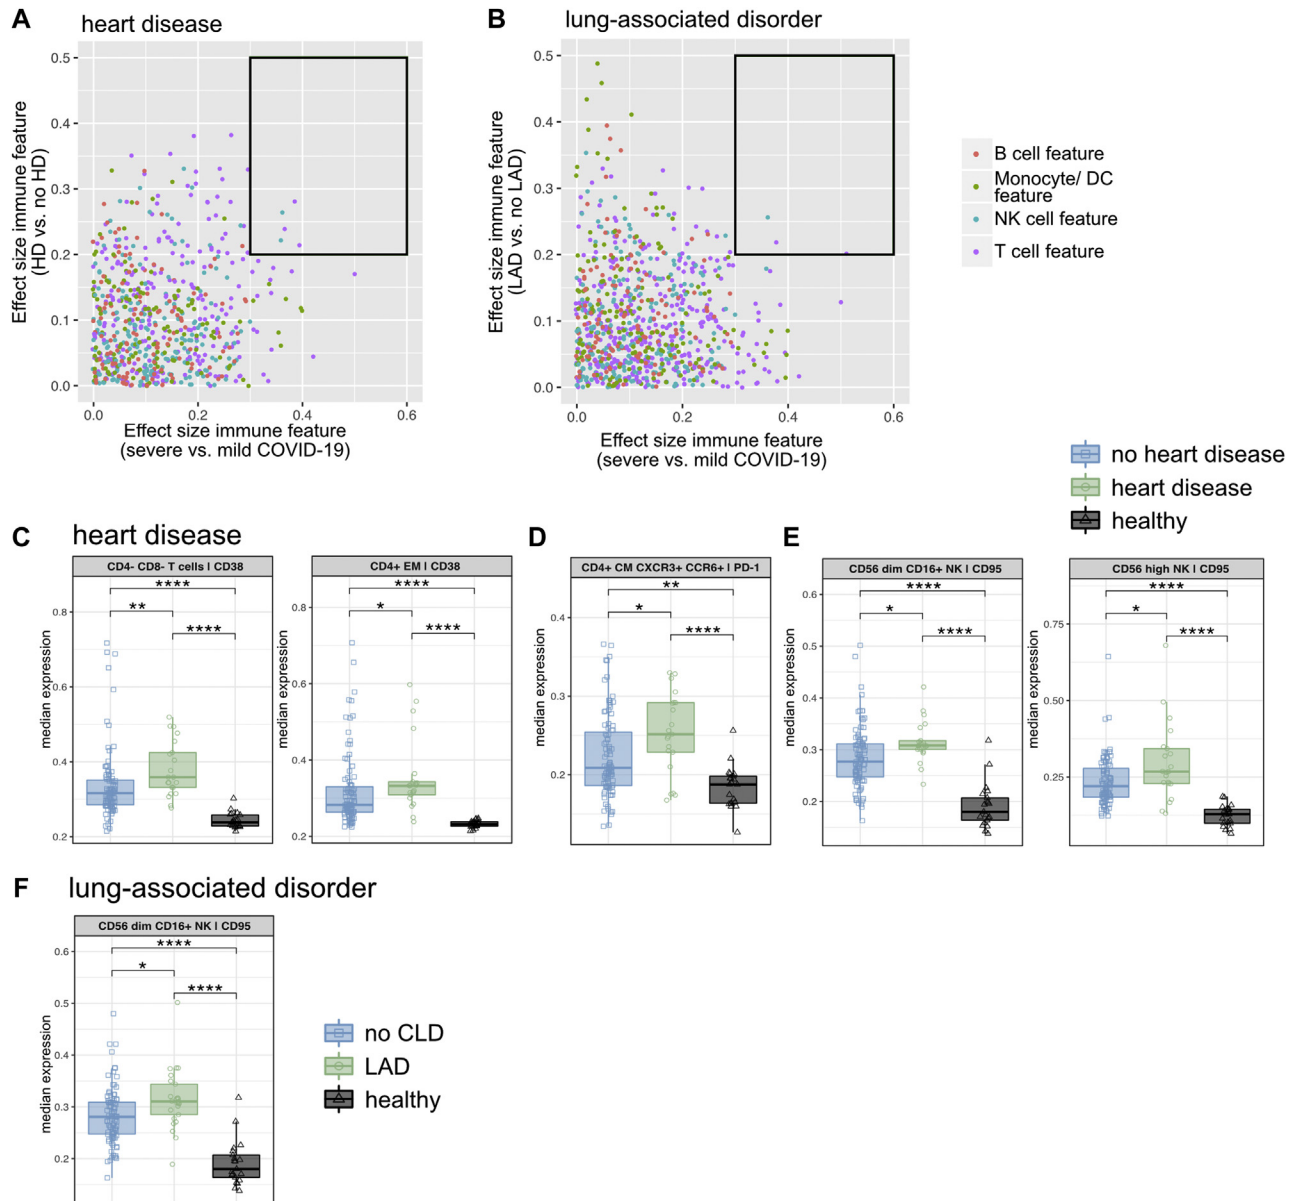 A
heart disease
Effect size immune feature
(HD vs. no HD)
0.5
0.4
0.3
0.2
0.1
0.0
0.0
0.2
0.4
0.6
Effect size immune feature
(severe vs. mild COVID-19)
B
lung-associated disorder
Effect size immune feature
(LAD vs. no LAD)
0.5
0.4
0.3
0.2
0.1
0.0
0.0
0.2
0.4
0.6
Effect size immune feature
(severe vs. mild COVID-19)
B cell feature
Monocyte/ DC
feature
NK cell feature
T cell feature
no heart disease
heart disease
healthy
C
heart disease
CD4- CD8- T cells | CD38
median expression
0.8
0.6
0.4
0.2
****
**
****
CD4+ EM | CD38
median expression
0.8
0.6
0.4
0.2
****
*
****
D
CD4+ CM CXCR3+ CCR6+ | PD-1
median expression
0.4
0.3
0.2
**
*
****
E
CD56 dim CD16+ NK | CD95
median expression
0.6
0.5
0.4
0.3
0.2
****
*
****
CD56 high NK | CD95
median expression
0.75
0.50
0.25
****
*
****
F
lung-associated disorder
CD56 dim CD16+ NK | CD95
median expression
0.6
0.5
0.4
0.3
0.2
****
*
****
no CLD
LAD
healthy